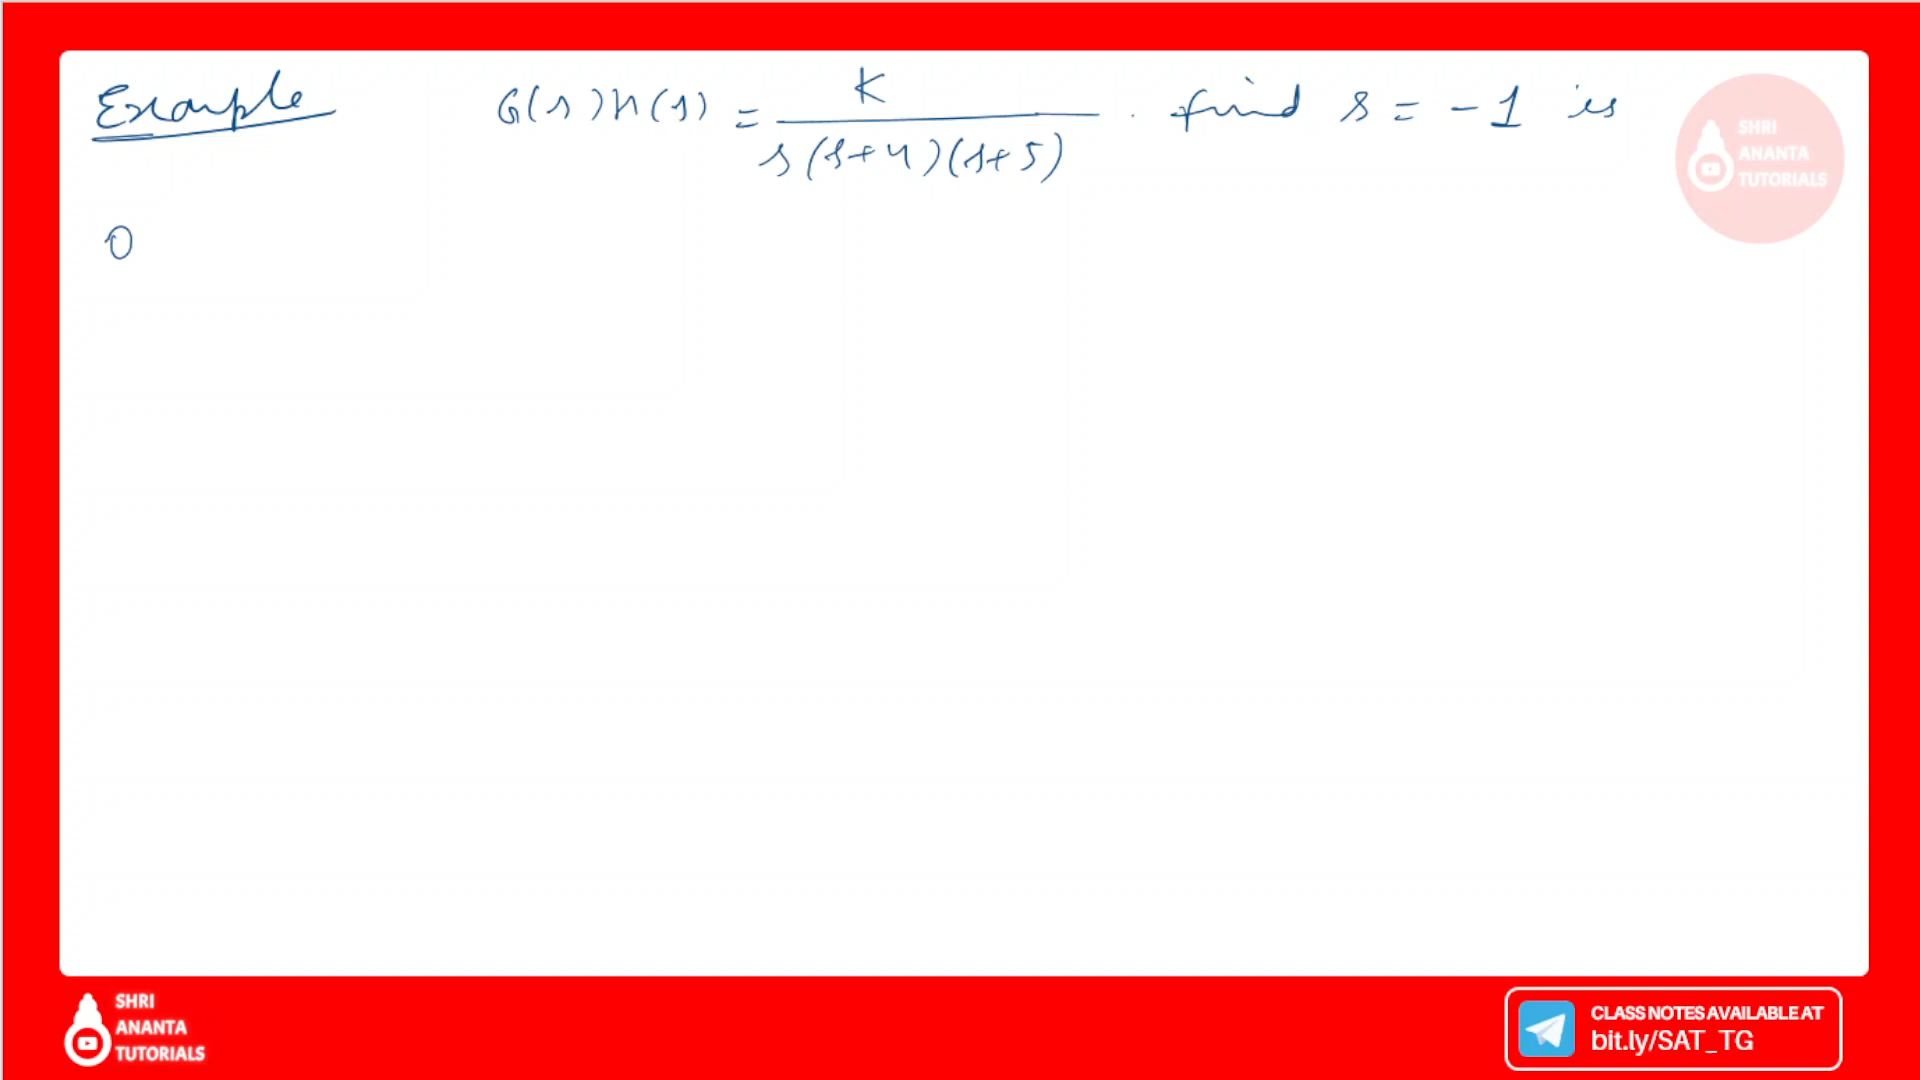 Example G(s)H(s) = K / s(s+4)(s+5) . find s = -1 is
O
SHRI
ANANTA
TUTORIALS
SHRI
ANANTA
TUTORIALS
CLASS NOTES AVAILABLE AT
bit.ly/SAT_TG